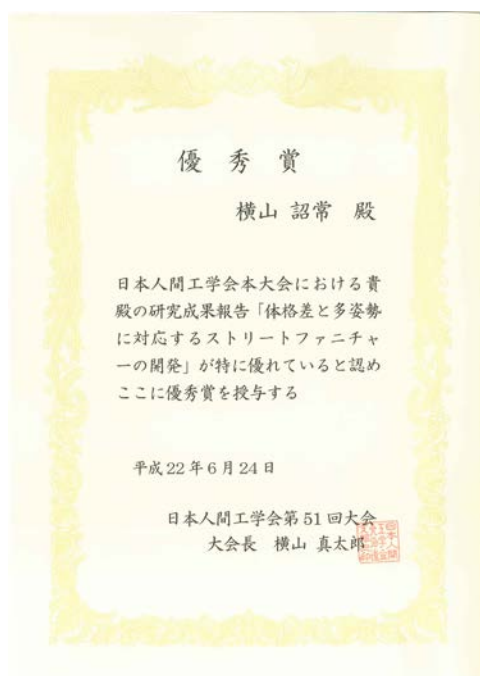 優秀賞
横山 詔常 殿
日本人間工学会本大会における貴
殿の研究成果報告「体格差と多姿勢
に対応するストリートファニチャ
ーの開発」が特に優れていると認め
ここに優秀賞を授与する
平成22年6月24日
日本人間工学会第51回大会
大会長 横山 真太郎